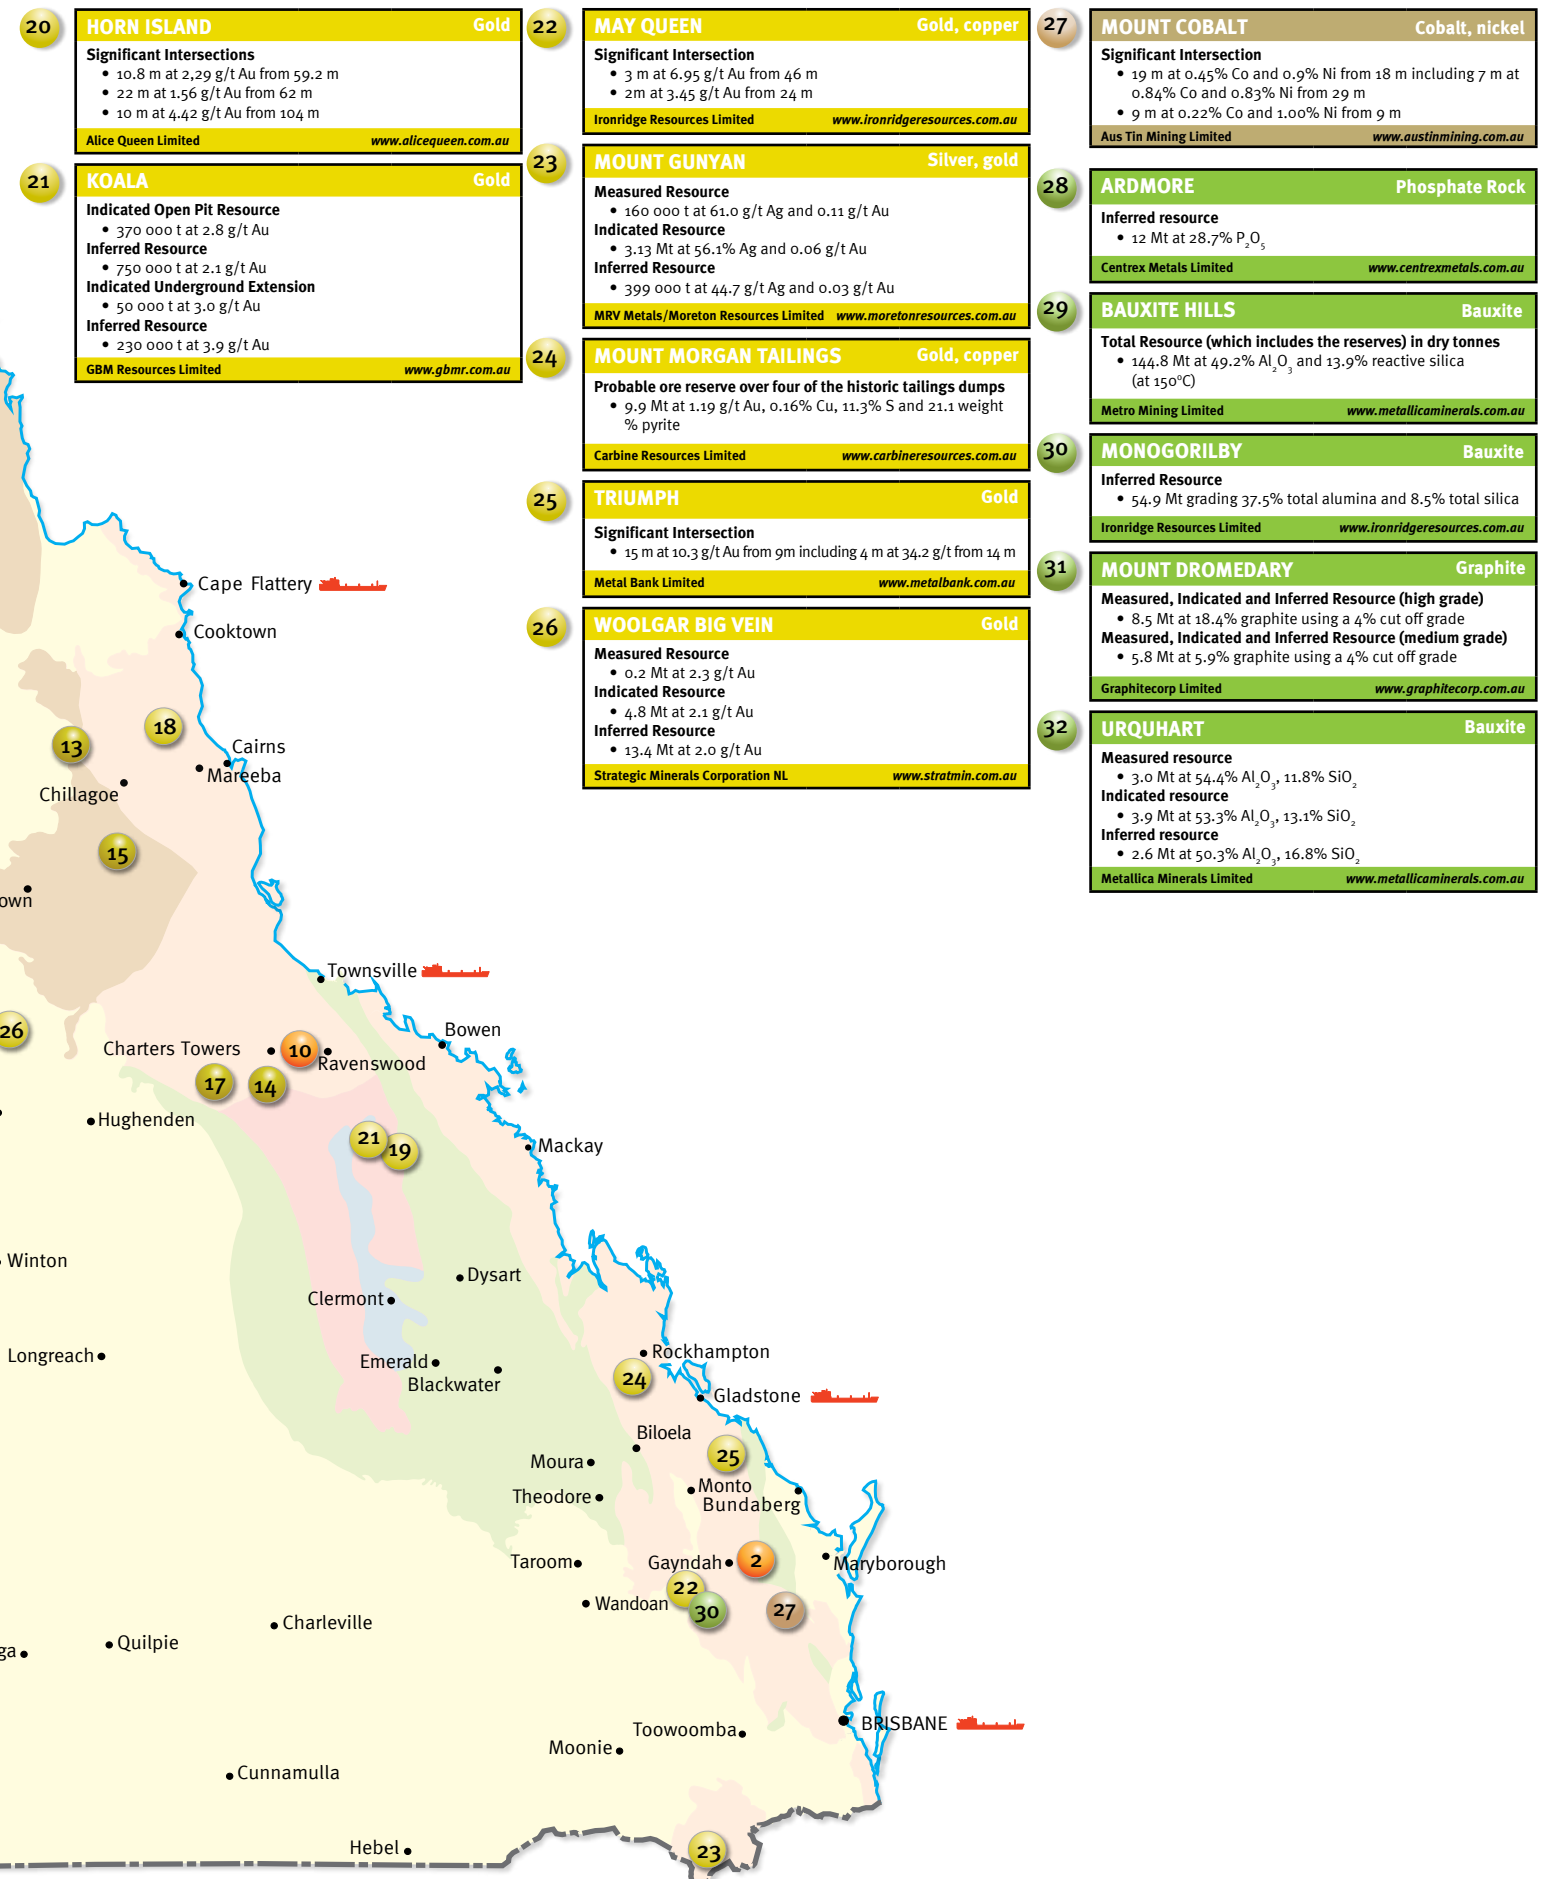 20
HORN ISLAND Gold
Significant Intersections
• 10.8 m at 2,29 g/t Au from 59.2 m
• 22 m at 1.56 g/t Au from 62 m
• 10 m at 4.42 g/t Au from 104 m
Alice Queen Limited www.alicequeen.com.au
21
KOALA Gold
Indicated Open Pit Resource
• 370 000 t at 2.8 g/t Au
Inferred Resource
• 750 000 t at 2.1 g/t Au
Indicated Underground Extension
• 50 000 t at 3.0 g/t Au
Inferred Resource
• 230 000 t at 3.9 g/t Au
GBM Resources Limited www.gbmr.com.au
22
MAY QUEEN Gold, copper
Significant Intersection
• 3 m at 6.95 g/t Au from 46 m
• 2m at 3.45 g/t Au from 24 m
Ironridge Resources Limited www.ironridgeresources.com.au
23
MOUNT GUNYAN Silver, gold
Measured Resource
• 160 000 t at 61.0 g/t Ag and 0.11 g/t Au
Indicated Resource
• 3.13 Mt at 56.1% Ag and 0.06 g/t Au
Inferred Resource
• 399 000 t at 44.7 g/t Ag and 0.03 g/t Au
MRV Metals/Moreton Resources Limited www.moretonresources.com.au
24
MOUNT MORGAN TAILINGS Gold, copper
Probable ore reserve over four of the historic tailings dumps
• 9.9 Mt at 1.19 g/t Au, 0.16% Cu, 11.3% S and 21.1 weight
% pyrite
Carbine Resources Limited www.carbineresources.com.au
25
TRIUMPH Gold
Significant Intersection
• 15 m at 10.3 g/t Au from 9m including 4 m at 34.2 g/t from 14 m
Metal Bank Limited www.metalbank.com.au
26
WOOLGAR BIG VEIN Gold
Measured Resource
• 0.2 Mt at 2.3 g/t Au
Indicated Resource
• 4.8 Mt at 2.1 g/t Au
Inferred Resource
• 13.4 Mt at 2.0 g/t Au
Strategic Minerals Corporation NL www.stratmin.com.au
27
MOUNT COBALT Cobalt, nickel
Significant Intersection
• 19 m at 0.45% Co and 0.9% Ni from 18 m including 7 m at
0.84% Co and 0.83% Ni from 29 m
• 9 m at 0.22% Co and 1.00% Ni from 9 m
Aus Tin Mining Limited www.austinmining.com.au
28
ARDMORE Phosphate Rock
Inferred resource
• 12 Mt at 28.7% P₂O₅
Centrex Metals Limited www.centrexmetals.com.au
29
BAUXITE HILLS Bauxite
Total Resource (which includes the reserves) in dry tonnes
• 144.8 Mt at 49.2% Al₂O₃ and 13.9% reactive silica
(at 150°C)
Metro Mining Limited www.metallicaminerals.com.au
30
MONOGORILBY Bauxite
Inferred Resource
• 54.9 Mt grading 37.5% total alumina and 8.5% total silica
Ironridge Resources Limited www.ironridgeresources.com.au
31
MOUNT DROMEDARY Graphite
Measured, Indicated and Inferred Resource (high grade)
• 8.5 Mt at 18.4% graphite using a 4% cut off grade
Measured, Indicated and Inferred Resource (medium grade)
• 5.8 Mt at 5.9% graphite using a 4% cut off grade
Graphitecorp Limited www.graphitecorp.com.au
32
URQUHART Bauxite
Measured resource
• 3.0 Mt at 54.4% Al₂O₃, 11.8% SiO₂
Indicated resource
• 3.9 Mt at 53.3% Al₂O₃, 13.1% SiO₂
Inferred resource
• 2.6 Mt at 50.3% Al₂O₃, 16.8% SiO₂
Metallica Minerals Limited www.metallicaminerals.com.au
Cape Flattery
Cooktown
18
13
Cairns
Mareeba
Chillagoe
15
own
Townsville
26
Bowen
Charters Towers
10
Ravenswood
17
14
Hughenden
21
19
Mackay
Winton
Dysart
Clermont
Longreach
Emerald
Blackwater
Rockhampton
24
Gladstone
Biloela
25
Moura
Monto
Theodore
Bundaberg
Taroom
Gayndah
2
Maryborough
22
Wandoan
30
27
Charleville
Quilpie
ga
BRISBANE
Toowoomba
Moonie
Cunnamulla
Hebel
23